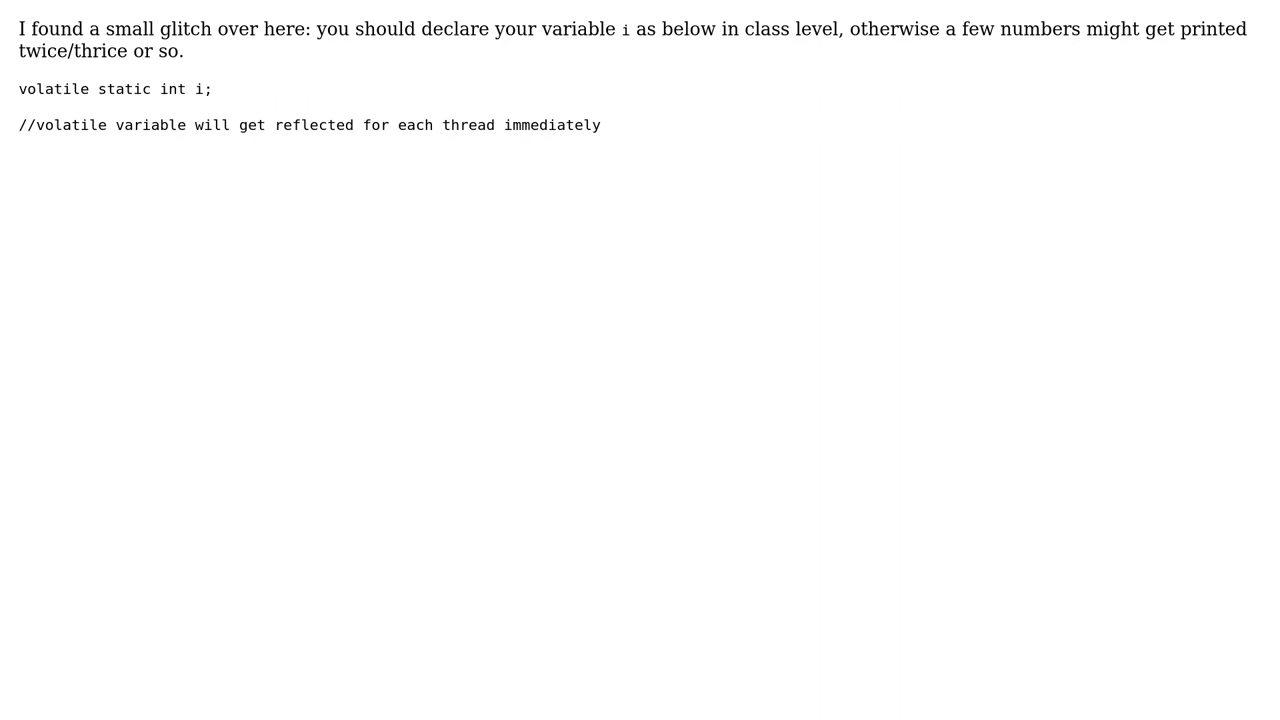 I found a small glitch over here: you should declare your variable i as below in class level, otherwise a few numbers might get printed
twice/thrice or so.
volatile static int i;
//volatile variable will get reflected for each thread immediately